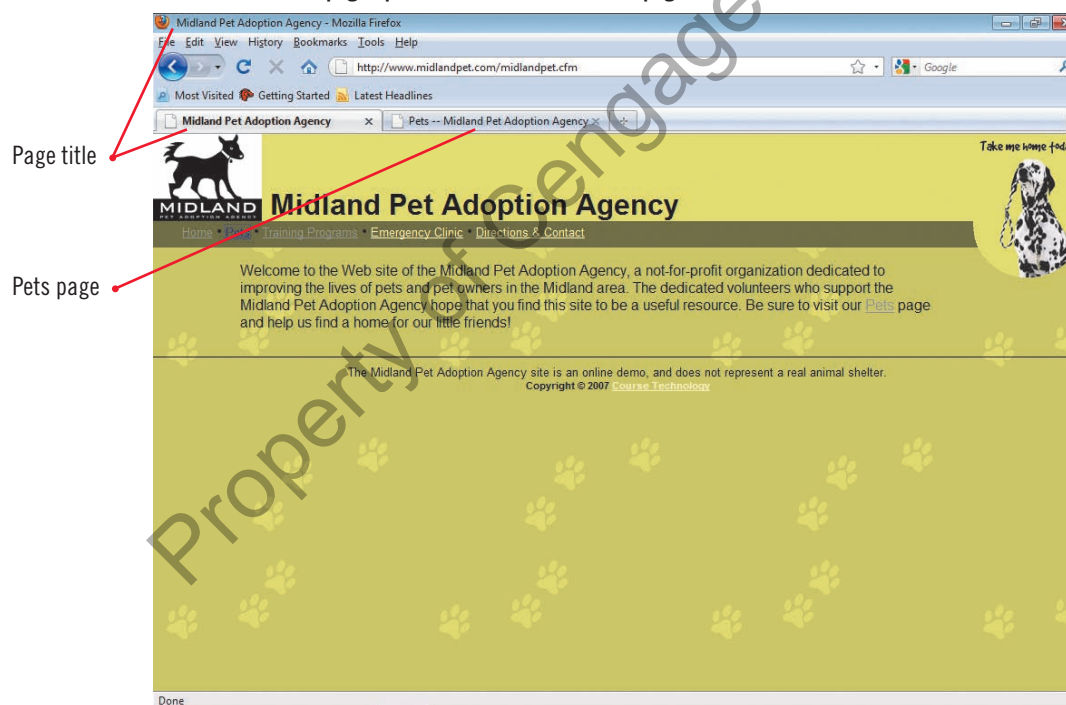 Midland Pet Adoption Agency - Mozilla Firefox
File Edit View History Bookmarks Tools Help
http://www.midlandpet.com/midlandpet.cfm
Google
Most Visited Getting Started Latest Headlines
Midland Pet Adoption Agency
Pets -- Midland Pet Adoption Agency
Page title
Take me home
MIDLAND
PET ADOPTION AGENCY
Midland Pet Adoption Agency
Home • Pets • Training Programs • Emergency Clinic • Directions & Contact
Pets page
Welcome to the Web site of the Midland Pet Adoption Agency, a not-for-profit organization dedicated to
improving the lives of pets and pet owners in the Midland area. The dedicated volunteers who support the
Midland Pet Adoption Agency hope that you find this site to be a useful resource. Be sure to visit our Pets page
and help us find a home for our little friends!
The Midland Pet Adoption Agency site is an online demo, and does not represent a real animal shelter.
Copyright © 2007 Course Technology
Property of Cengage
Done